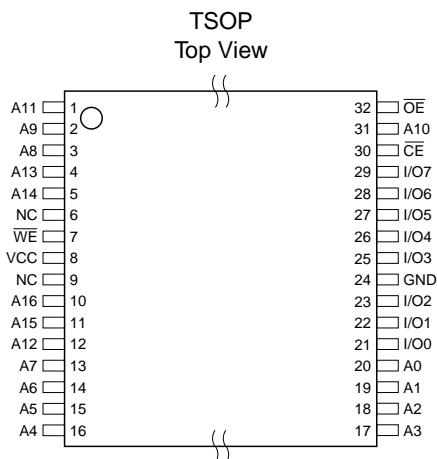 TSOP
Top View
A11 1 32 O̅E̅
A9 2 31 A10
A8 3 30 C̅E̅
A13 4 29 I/O7
A14 5 28 I/O6
NC 6 27 I/O5
W̅E̅ 7 26 I/O4
VCC 8 25 I/O3
NC 9 24 GND
A16 10 23 I/O2
A15 11 22 I/O1
A12 12 21 I/O0
A7 13 20 A0
A6 14 19 A1
A5 15 18 A2
A4 16 17 A3